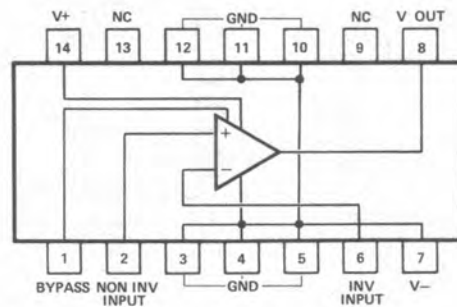 V+ NC GND NC V OUT
14 13 12 11 10 9 8
+
−
1 2 3 4 5 6 7
BYPASS NON INV INPUT GND INV INPUT V−